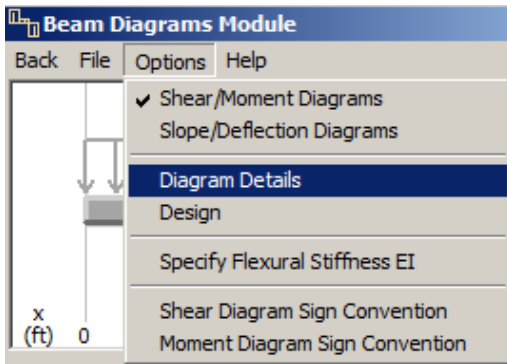 Beam Diagrams Module
Back File Options Help
✔ Shear/Moment Diagrams
Slope/Deflection Diagrams
Diagram Details
Design
Specify Flexural Stiffness EI
Shear Diagram Sign Convention
Moment Diagram Sign Convention
x
(ft) 0